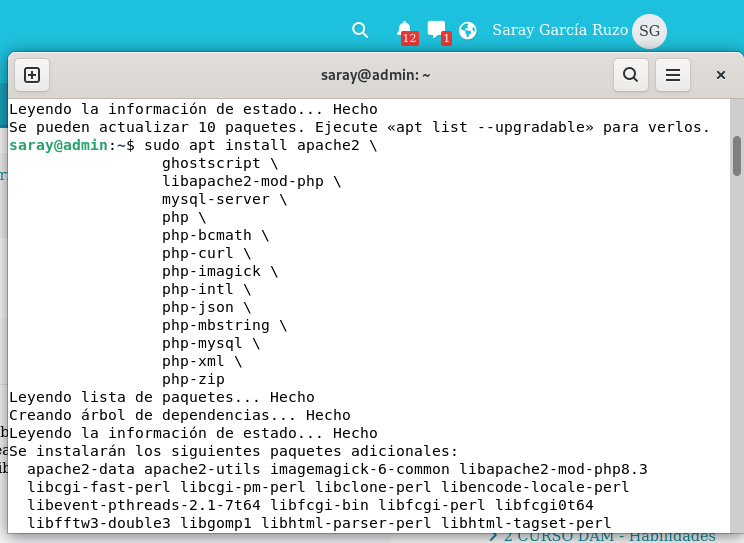 12
1
Saray García Ruzo
SG
saray@admin: ~
Leyendo la información de estado... Hecho
Se pueden actualizar 10 paquetes. Ejecute «apt list --upgradable» para verlos.
saray@admin:~$ sudo apt install apache2 \
ghostscript \
libapache2-mod-php \
mysql-server \
php \
php-bcmath \
php-curl \
php-imagick \
php-intl \
php-json \
php-mbstring \
php-mysql \
php-xml \
php-zip
Leyendo lista de paquetes... Hecho
Creando árbol de dependencias... Hecho
Leyendo la información de estado... Hecho
Se instalarán los siguientes paquetes adicionales:
apache2-data apache2-utils imagemagick-6-common libapache2-mod-php8.3
libcgi-fast-perl libcgi-pm-perl libclone-perl libencode-locale-perl
libevent-pthreads-2.1-7t64 libfcgi-bin libfcgi-perl libfcgi0t64
libfftw3-double3 libgomp1 libhtml-parser-perl libhtml-tagset-perl
2 CURSO DAM - Habilidades